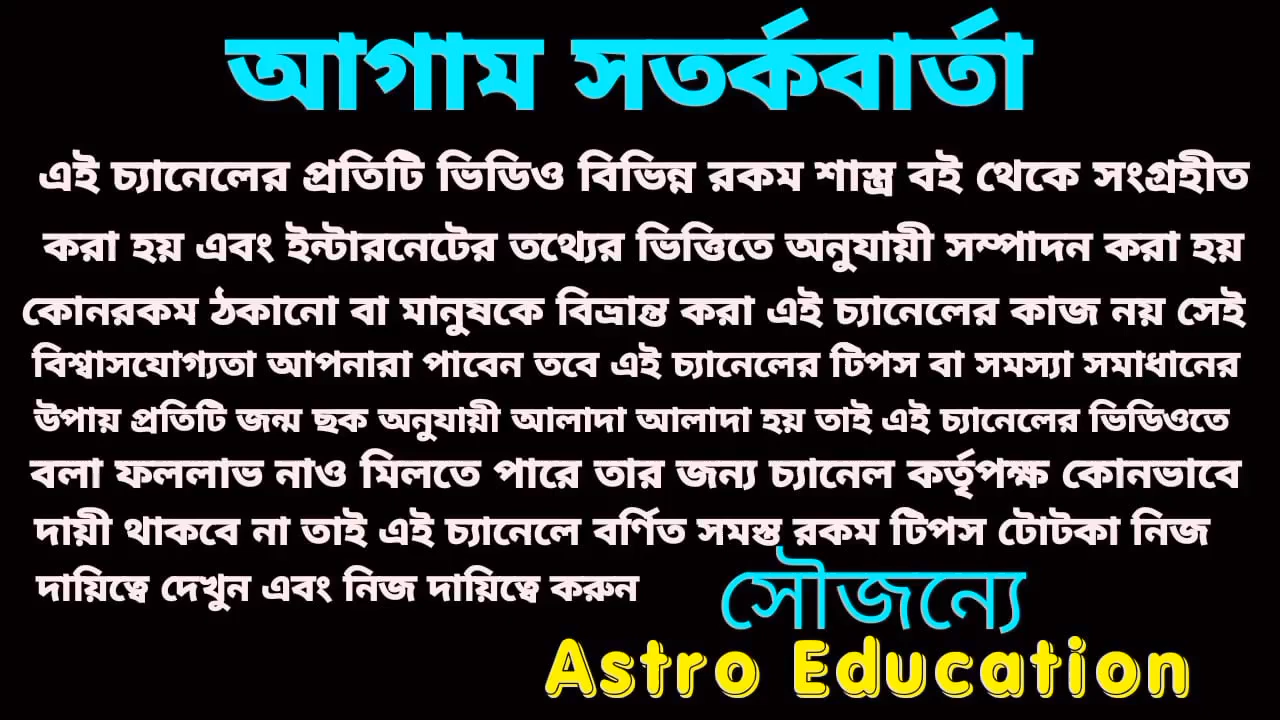 আগাম সতর্কবার্তা
এই চ্যানেলের প্রতিটি ভিডিও বিভিন্ন রকম শাস্ত্র বই থেকে সংগ্রহীত
করা হয় এবং ইন্টারনেটের তথ্যের ভিত্তিতে অনুযায়ী সম্পাদন করা হয়
কোনরকম ঠকানো বা মানুষকে বিভ্রান্ত করা এই চ্যানেলের কাজ নয় সেই
বিশ্বাসযোগ্যতা আপনারা পাবেন তবে এই চ্যানেলের টিপস বা সমস্যা সমাধানের
উপায় প্রতিটি জন্ম ছক অনুযায়ী আলাদা আলাদা হয় তাই এই চ্যানেলের ভিডিওতে
বলা ফললাভ নাও মিলতে পারে তার জন্য চ্যানেল কর্তৃপক্ষ কোনভাবে
দায়ী থাকবে না তাই এই চ্যানেলে বর্ণিত সমস্ত রকম টিপস টোটকা নিজ
দায়িত্বে দেখুন এবং নিজ দায়িত্বে করুন
সৌজন্যে
Astro Education